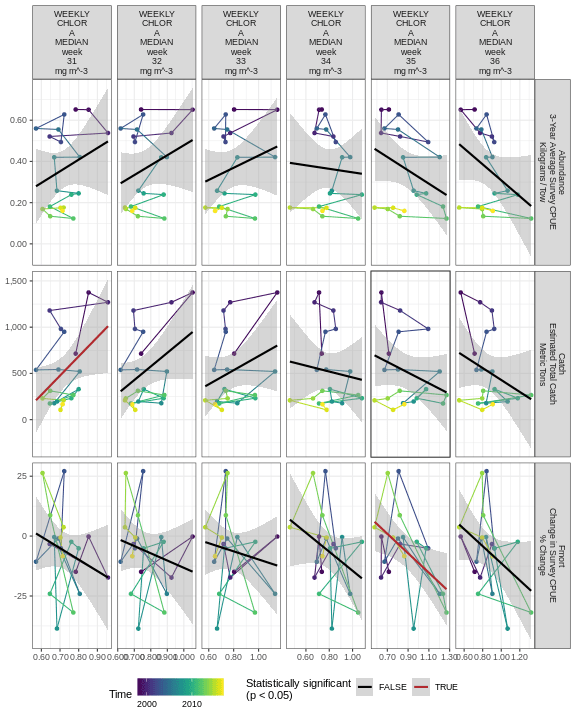 WEEKLY CHLOR A MEDIAN week 31 mg m^-3
WEEKLY CHLOR A MEDIAN week 32 mg m^-3
WEEKLY CHLOR A MEDIAN week 33 mg m^-3
WEEKLY CHLOR A MEDIAN week 34 mg m^-3
WEEKLY CHLOR A MEDIAN week 35 mg m^-3
WEEKLY CHLOR A MEDIAN week 36 mg m^-3
0.60
0.40
0.20
0.00
Abundance
3-Year Average Survey CPUE
Kilograms/Tow
1,500
1,000
500
0
Catch
Estimated Total Catch
Metric Tons
25
0
-25
Fmort
Change in Survey CPUE
% Change
0.60 0.70 0.80 0.90 0.60 0.70 0.80 0.90 1.00 0.60 0.80 1.00 0.60 0.80 1.00 0.70 0.90 1.10 1.30 0.60 0.80 1.00 1.20
Time
2000 2010
Statistically significant
(p < 0.05)
FALSE TRUE